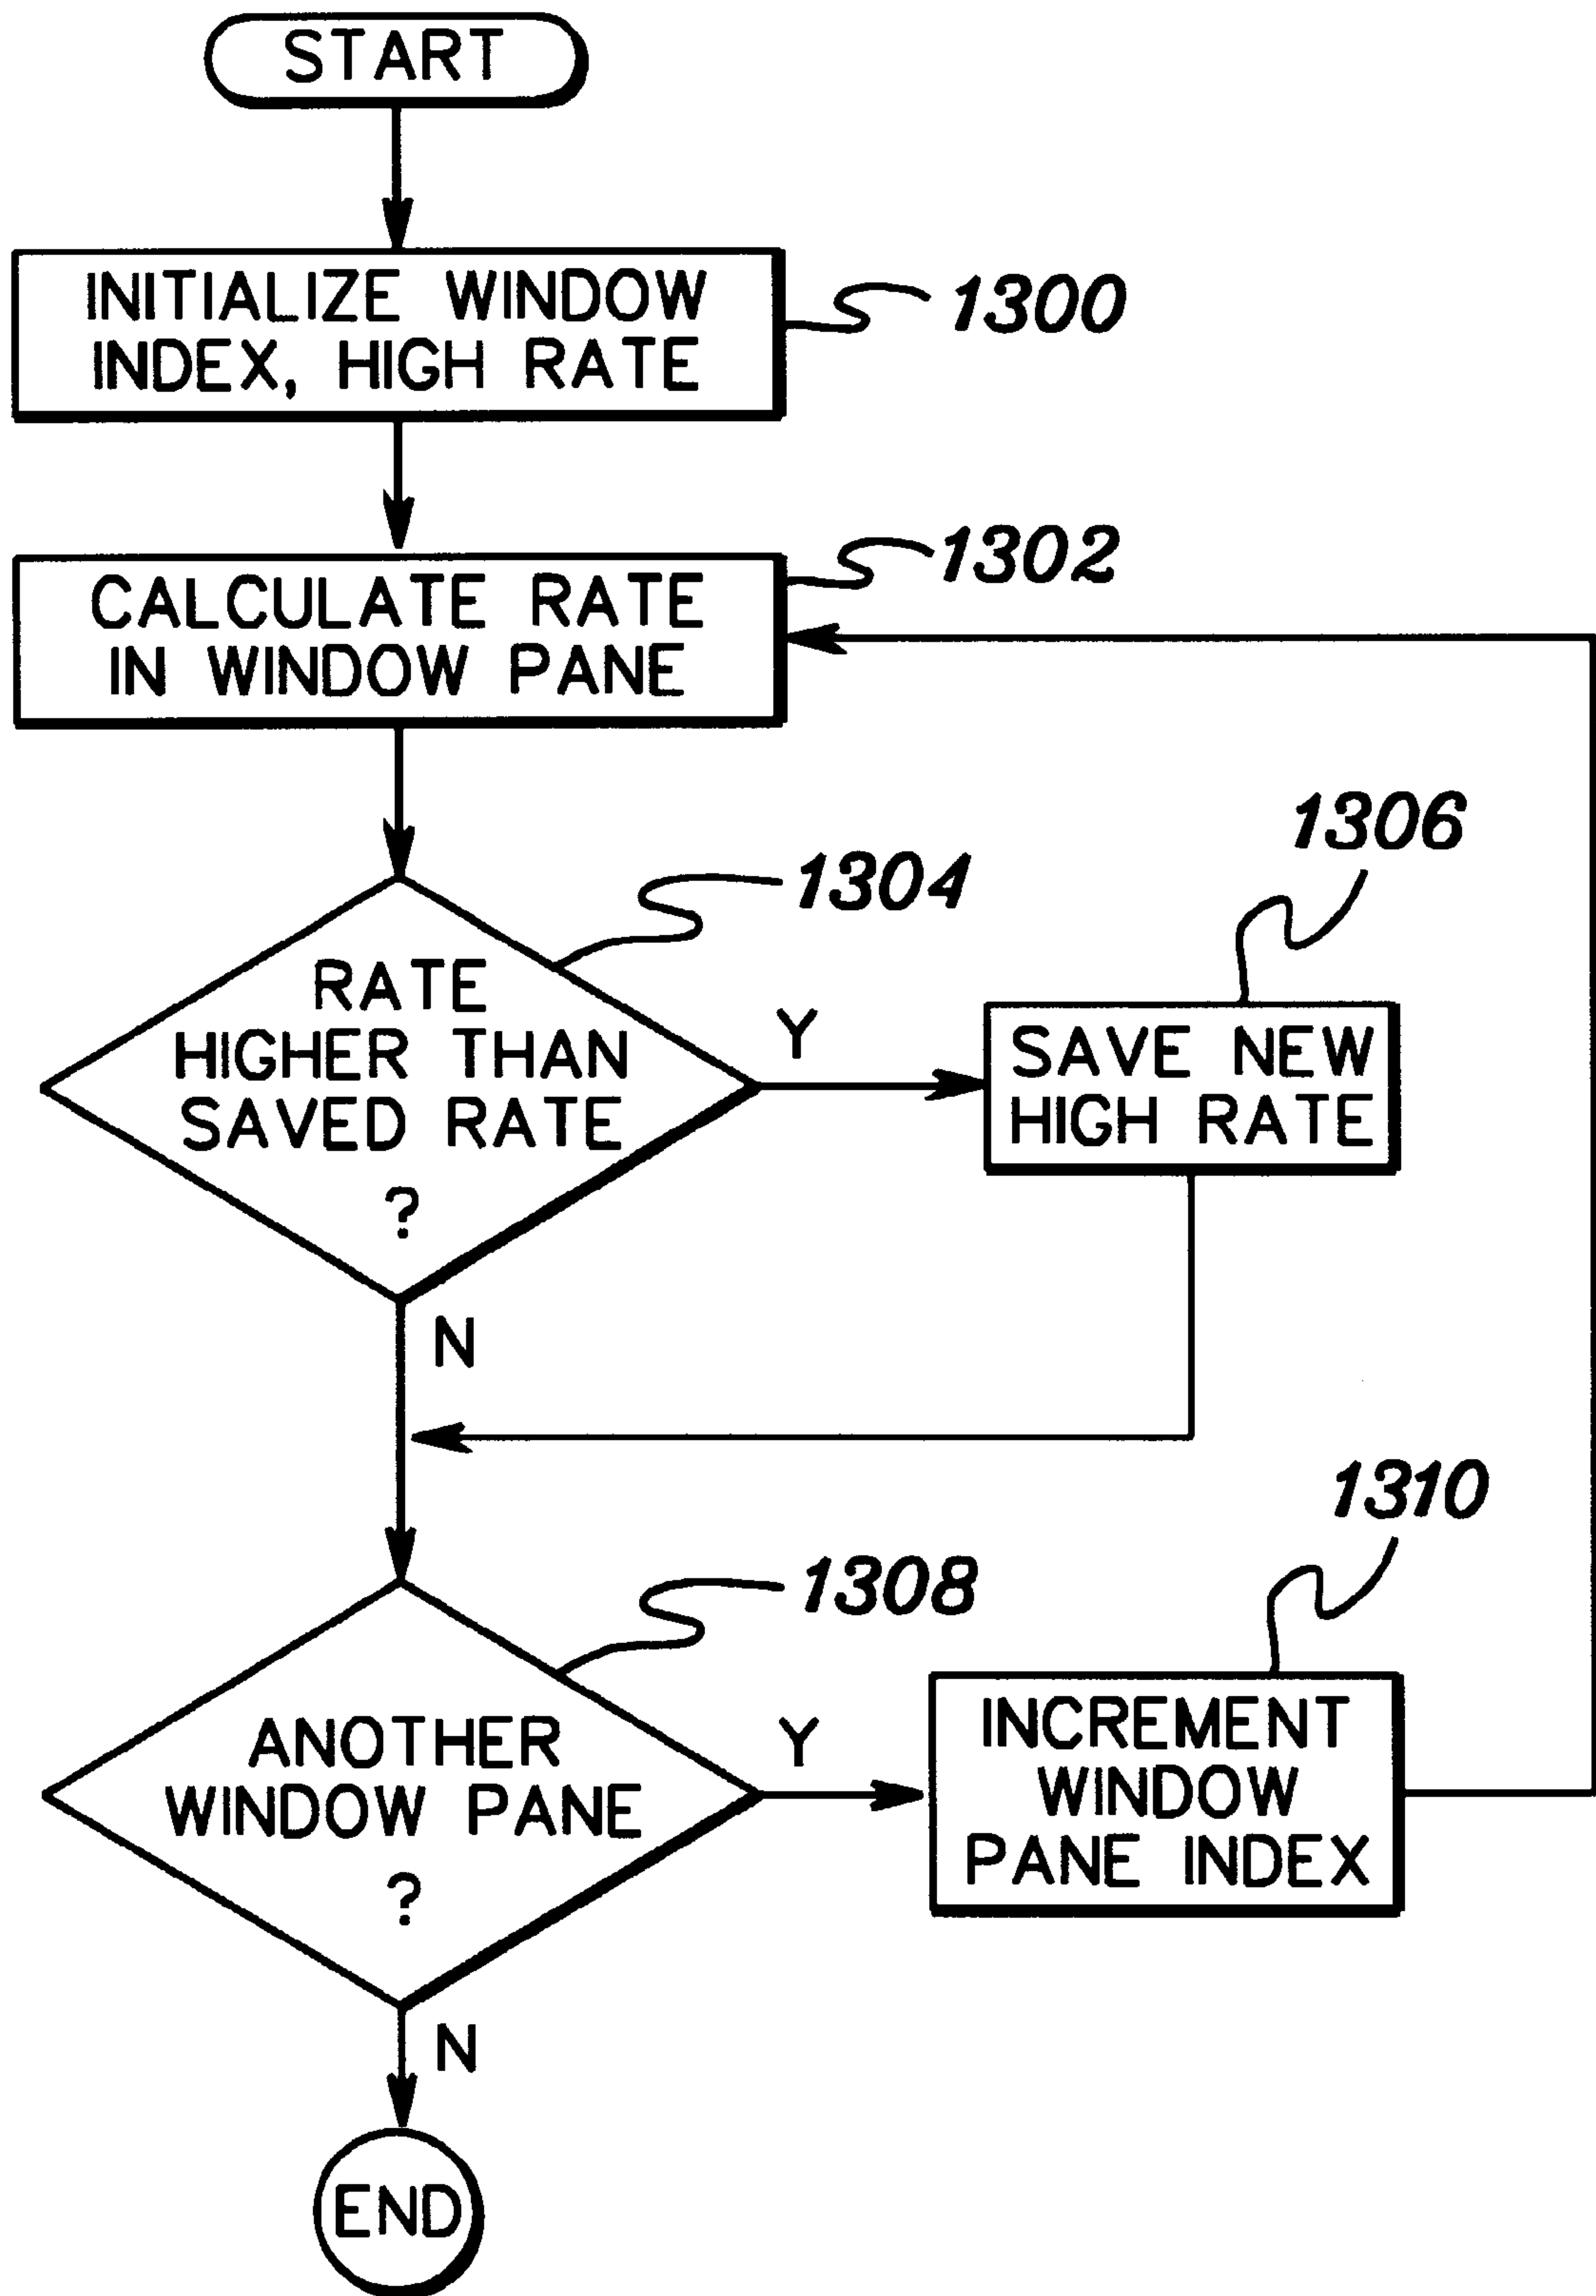 START
INITIALIZE WINDOW
INDEX, HIGH RATE
1300
CALCULATE RATE
IN WINDOW PANE
1302
RATE
HIGHER THAN
SAVED RATE
?
1304
Y
N
SAVE NEW
HIGH RATE
1306
ANOTHER
WINDOW PANE
?
1308
Y
N
INCREMENT
WINDOW
PANE INDEX
1310
END